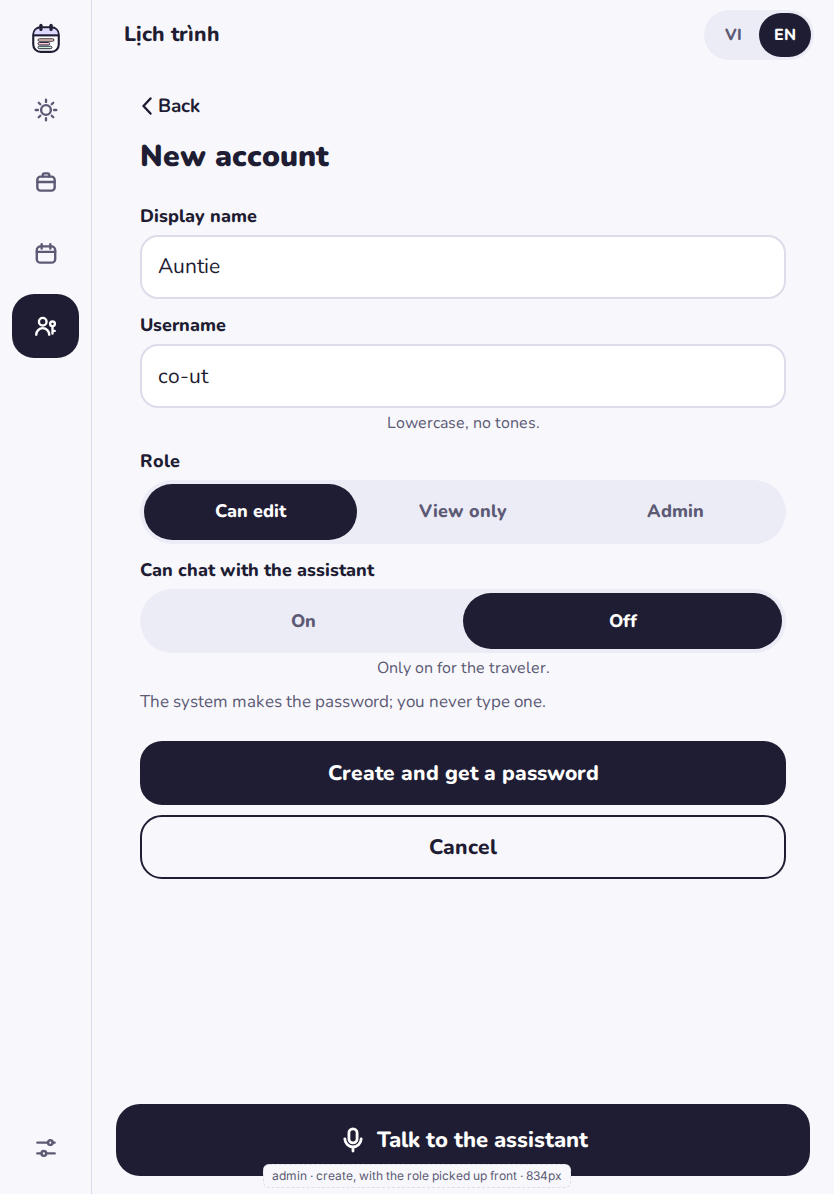 Lịch trình
VI
EN
Back
New account
Display name
Auntie
Username
co-ut
Lowercase, no tones.
Role
Can edit
View only
Admin
Can chat with the assistant
On
Off
Only on for the traveler.
The system makes the password; you never type one.
Create and get a password
Cancel
Talk to the assistant
admin · create, with the role picked up front · 834px